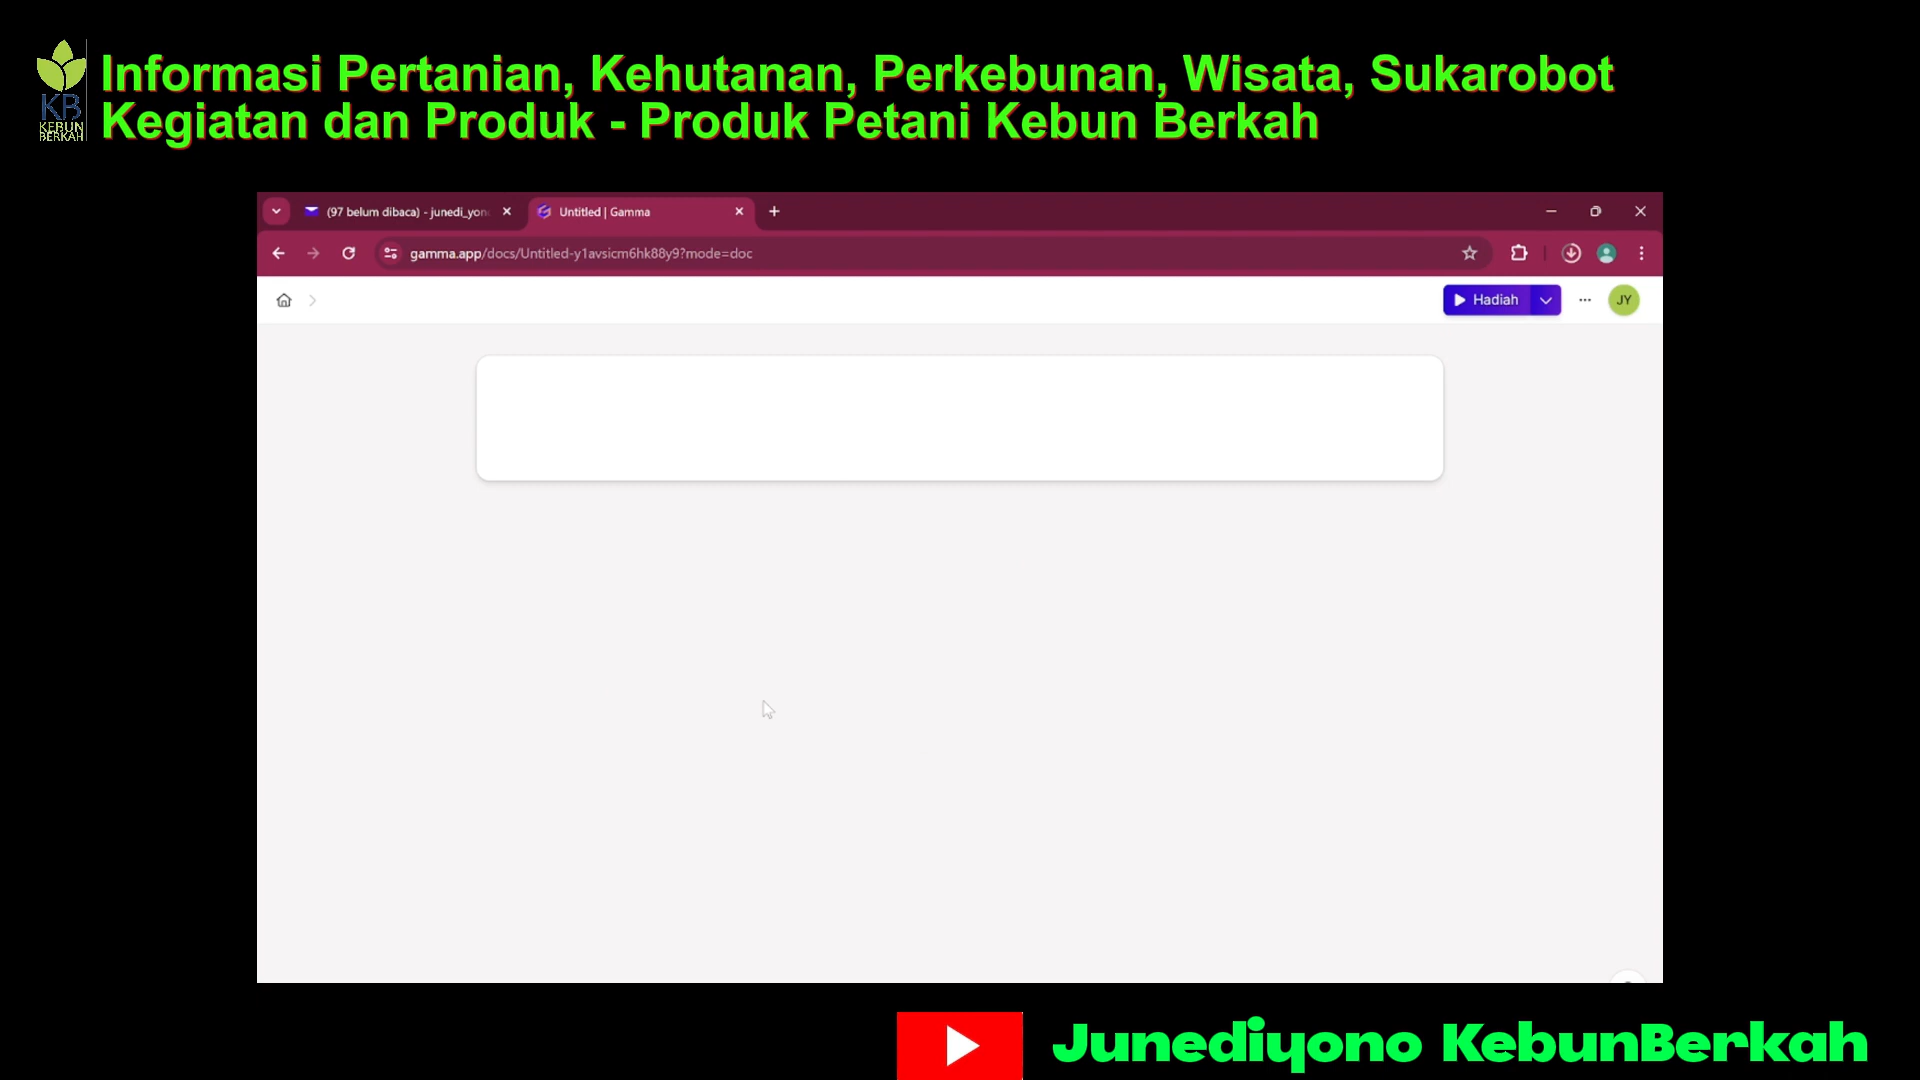 KB
KEBUN
BERKAH
Informasi Pertanian, Kehutanan, Perkebunan, Wisata, Sukarobot
Kegiatan dan Produk - Produk Petani Kebun Berkah
(97 belum dibaca) - junedi_yon
Untitled | Gamma
gamma.app/docs/Untitled-y1avsicm6hk88y9?mode=doc
Hadiah
JY
Junediyono KebunBerkah